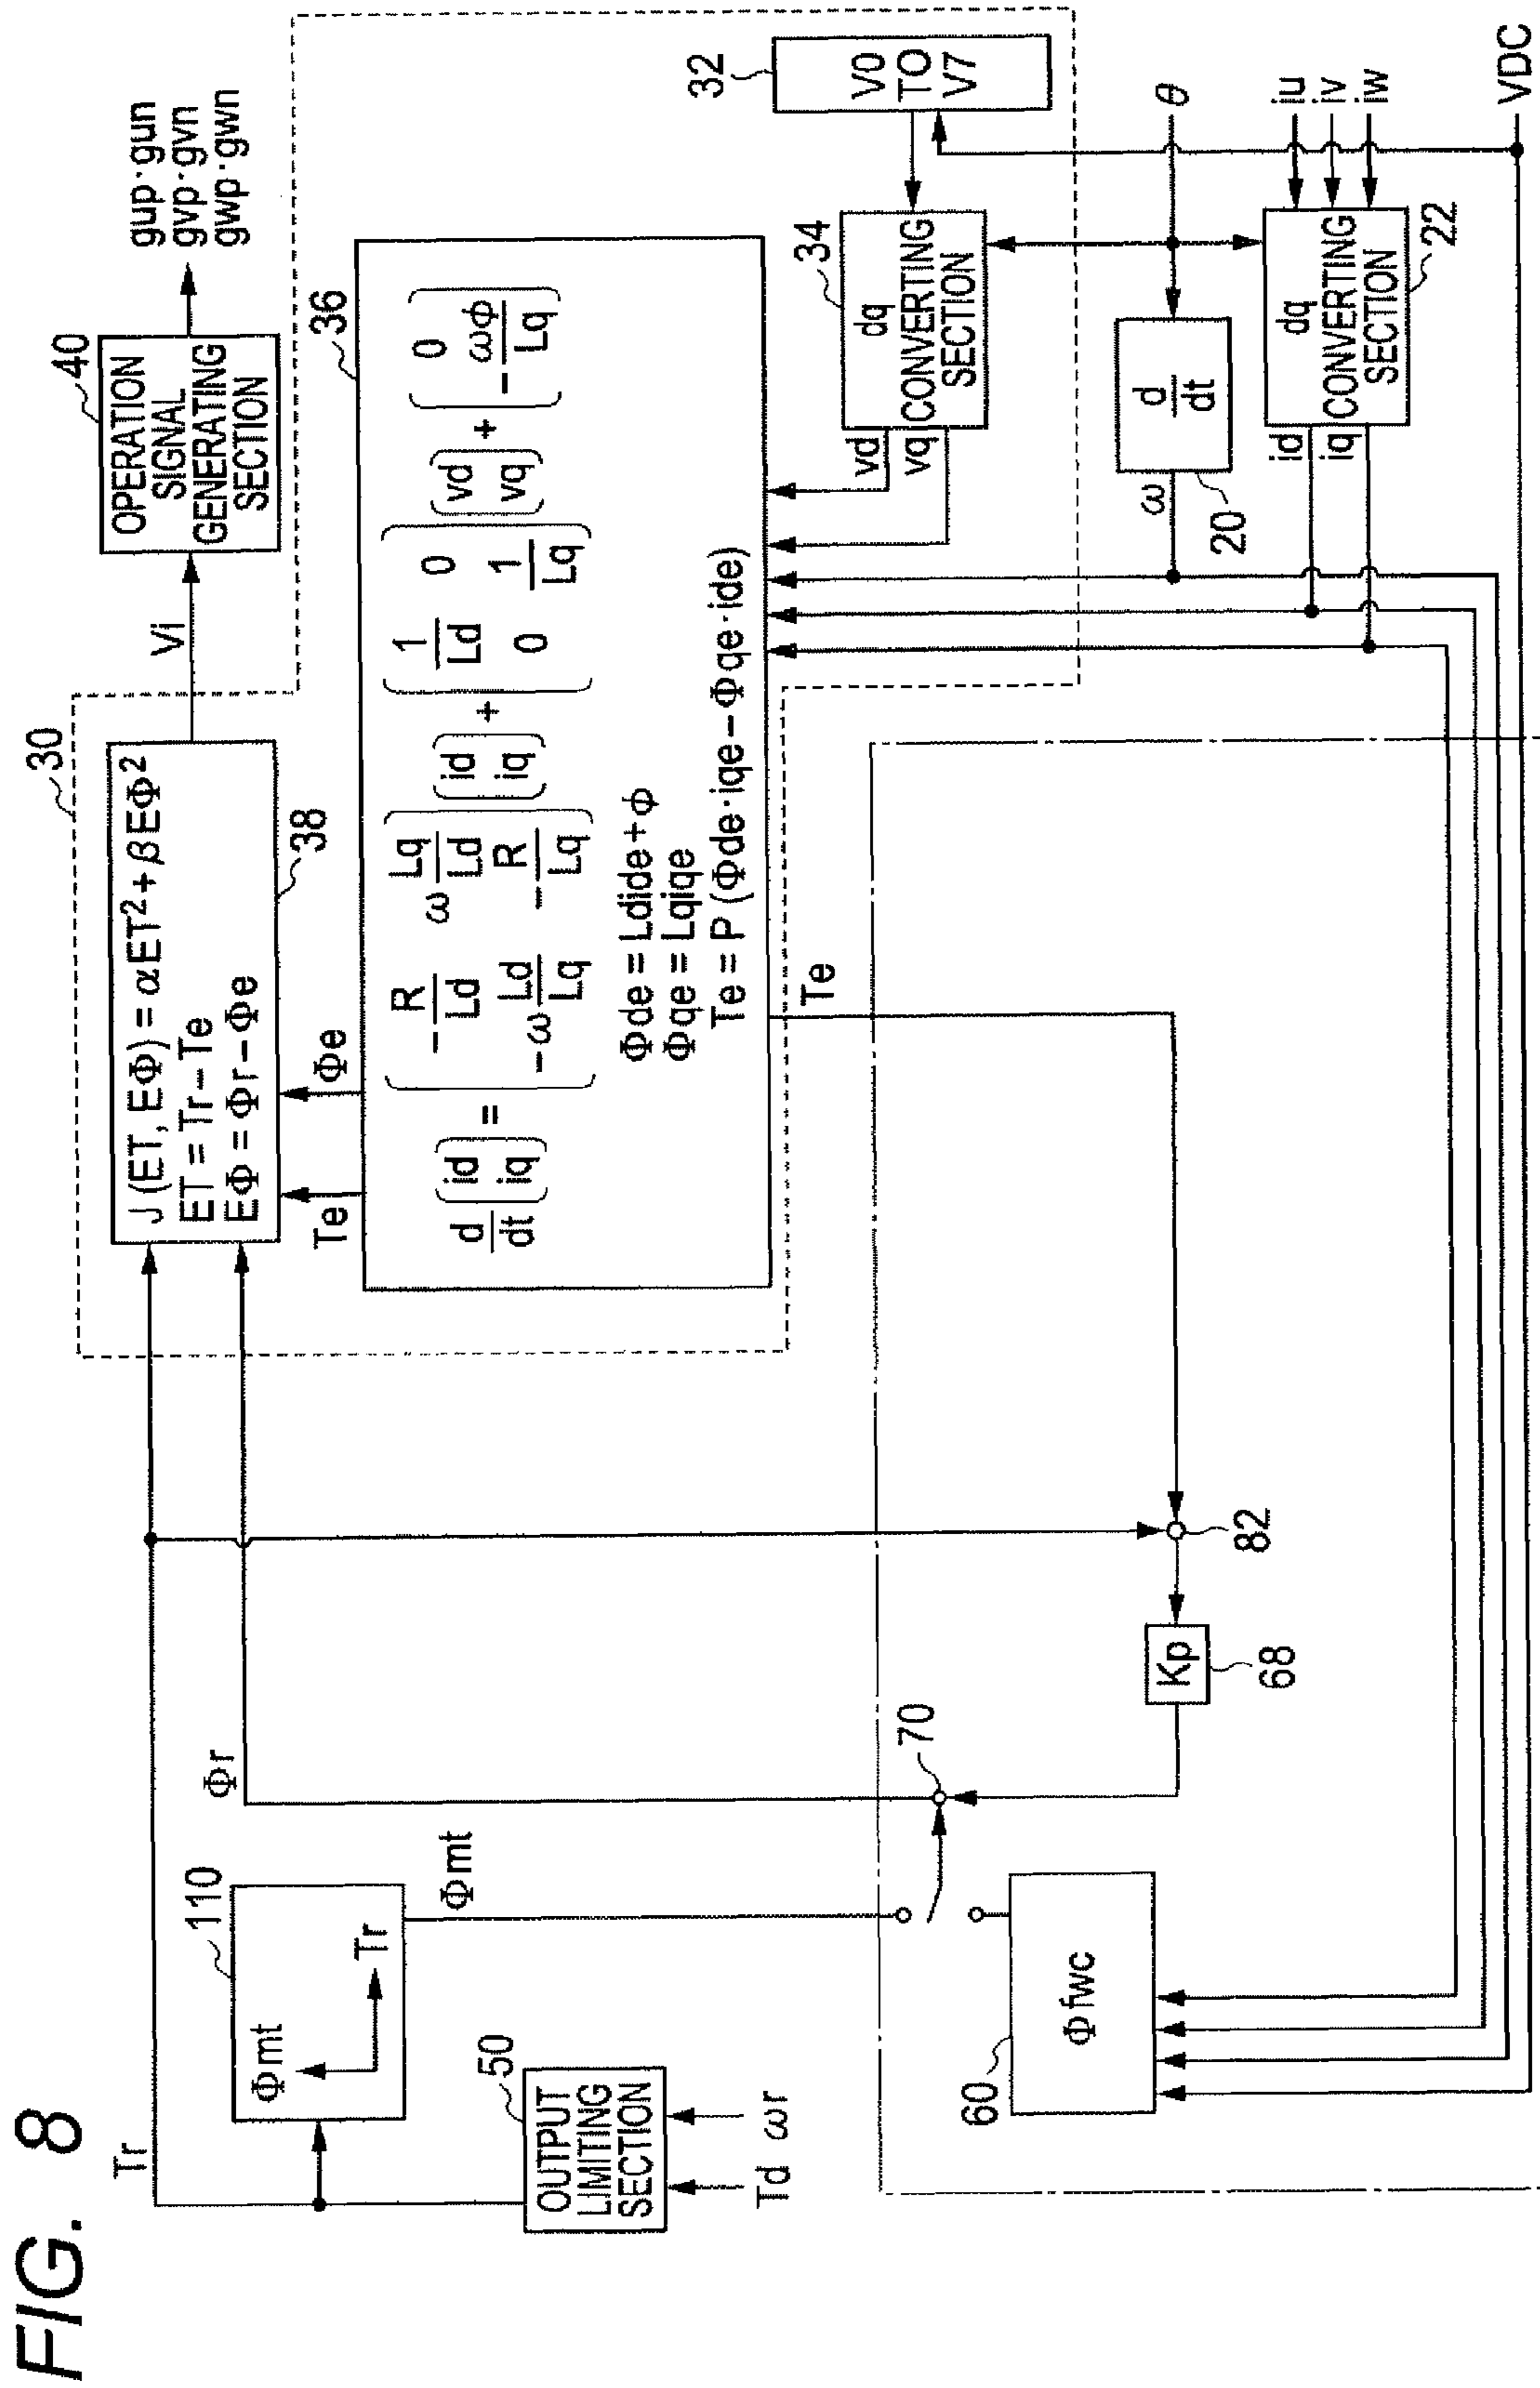 FIG. 8
Tr
Φr
110
Φmt
Tr
Φmt
50
OUTPUT
LIMITING
SECTION
Td ωr
30
J (ET, EΦ) = αET²+βEΦ²
ET = Tr−Te
EΦ = Φr−Φe
38
Vi
40
OPERATION
SIGNAL
GENERATING
SECTION
gup·gun
gvp·gvn
gwp·gwn
Te
Φe
36
d/dt (id iq) = (−R/Ld ωLq/Ld −ωLd/Lq −R/Lq) (id iq) + (1/Ld 0 0 1/Lq) (vd vq) + (0 −ωϕ/Lq)
Φde = Ldide+ϕ
Φqe = Lqiqe
Te = P (Φde·iqe−Φqe·ide)
Te
32
V0
TO
V7
34
dq
CONVERTING
SECTION
vd
vq
θ
d/dt
ω
20
iu
iv
iw
dq
CONVERTING
SECTION
22
id
iq
VDC
82
Kp
68
70
60
Φfwc